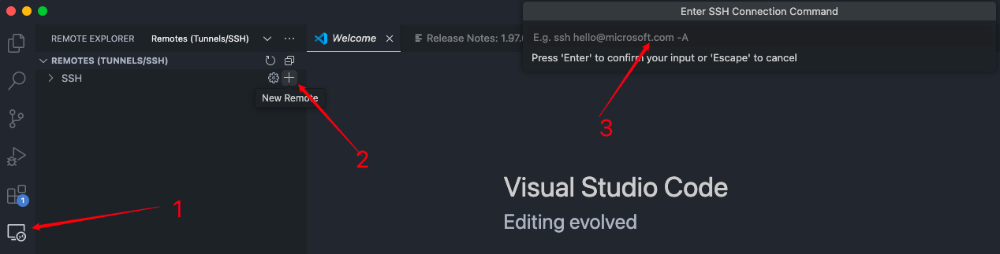 Enter SSH Connection Command
REMOTE EXPLORER
Remotes (Tunnels/SSH)
Welcome
Release Notes: 1.97.
E.g. ssh hello@microsoft.com -A
Press 'Enter' to confirm your input or 'Escape' to cancel
REMOTES (TUNNELS/SSH)
SSH
New Remote
3
2
Visual Studio Code
1
1
Editing evolved